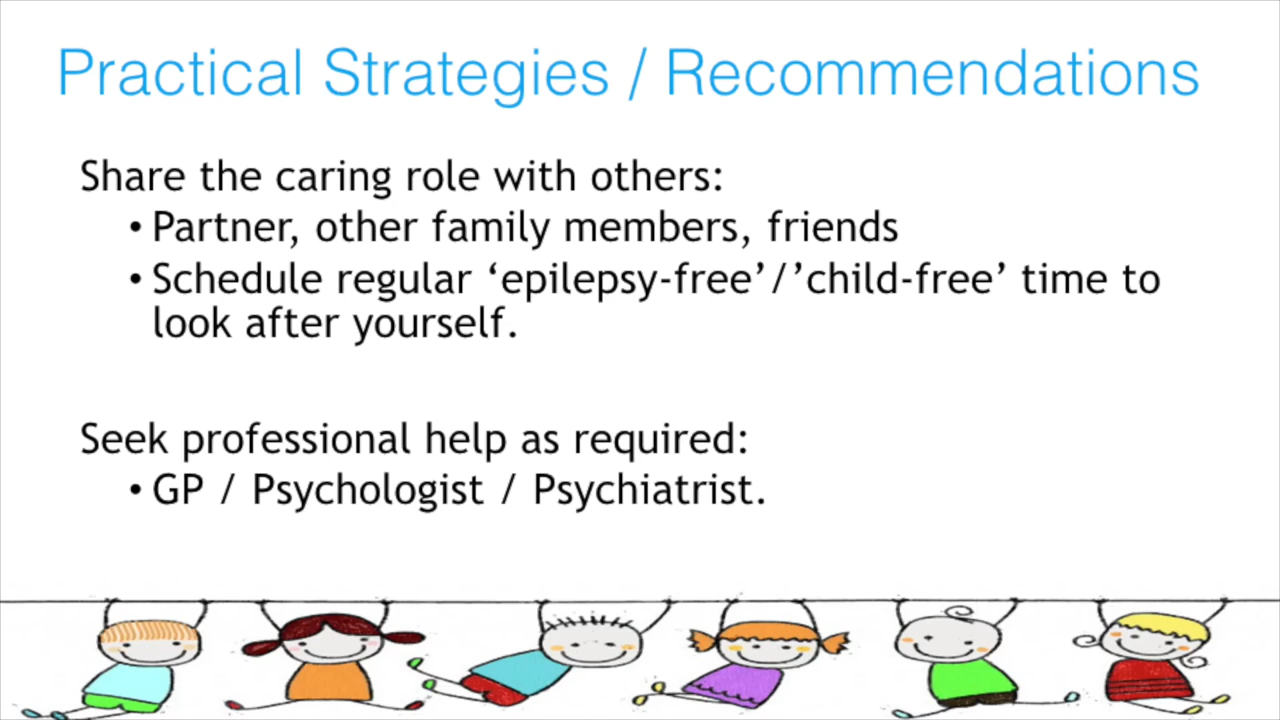 Practical Strategies / Recommendations
Share the caring role with others:
• Partner, other family members, friends
• Schedule regular ‘epilepsy-free’/’child-free’ time to
look after yourself.
Seek professional help as required:
• GP / Psychologist / Psychiatrist.